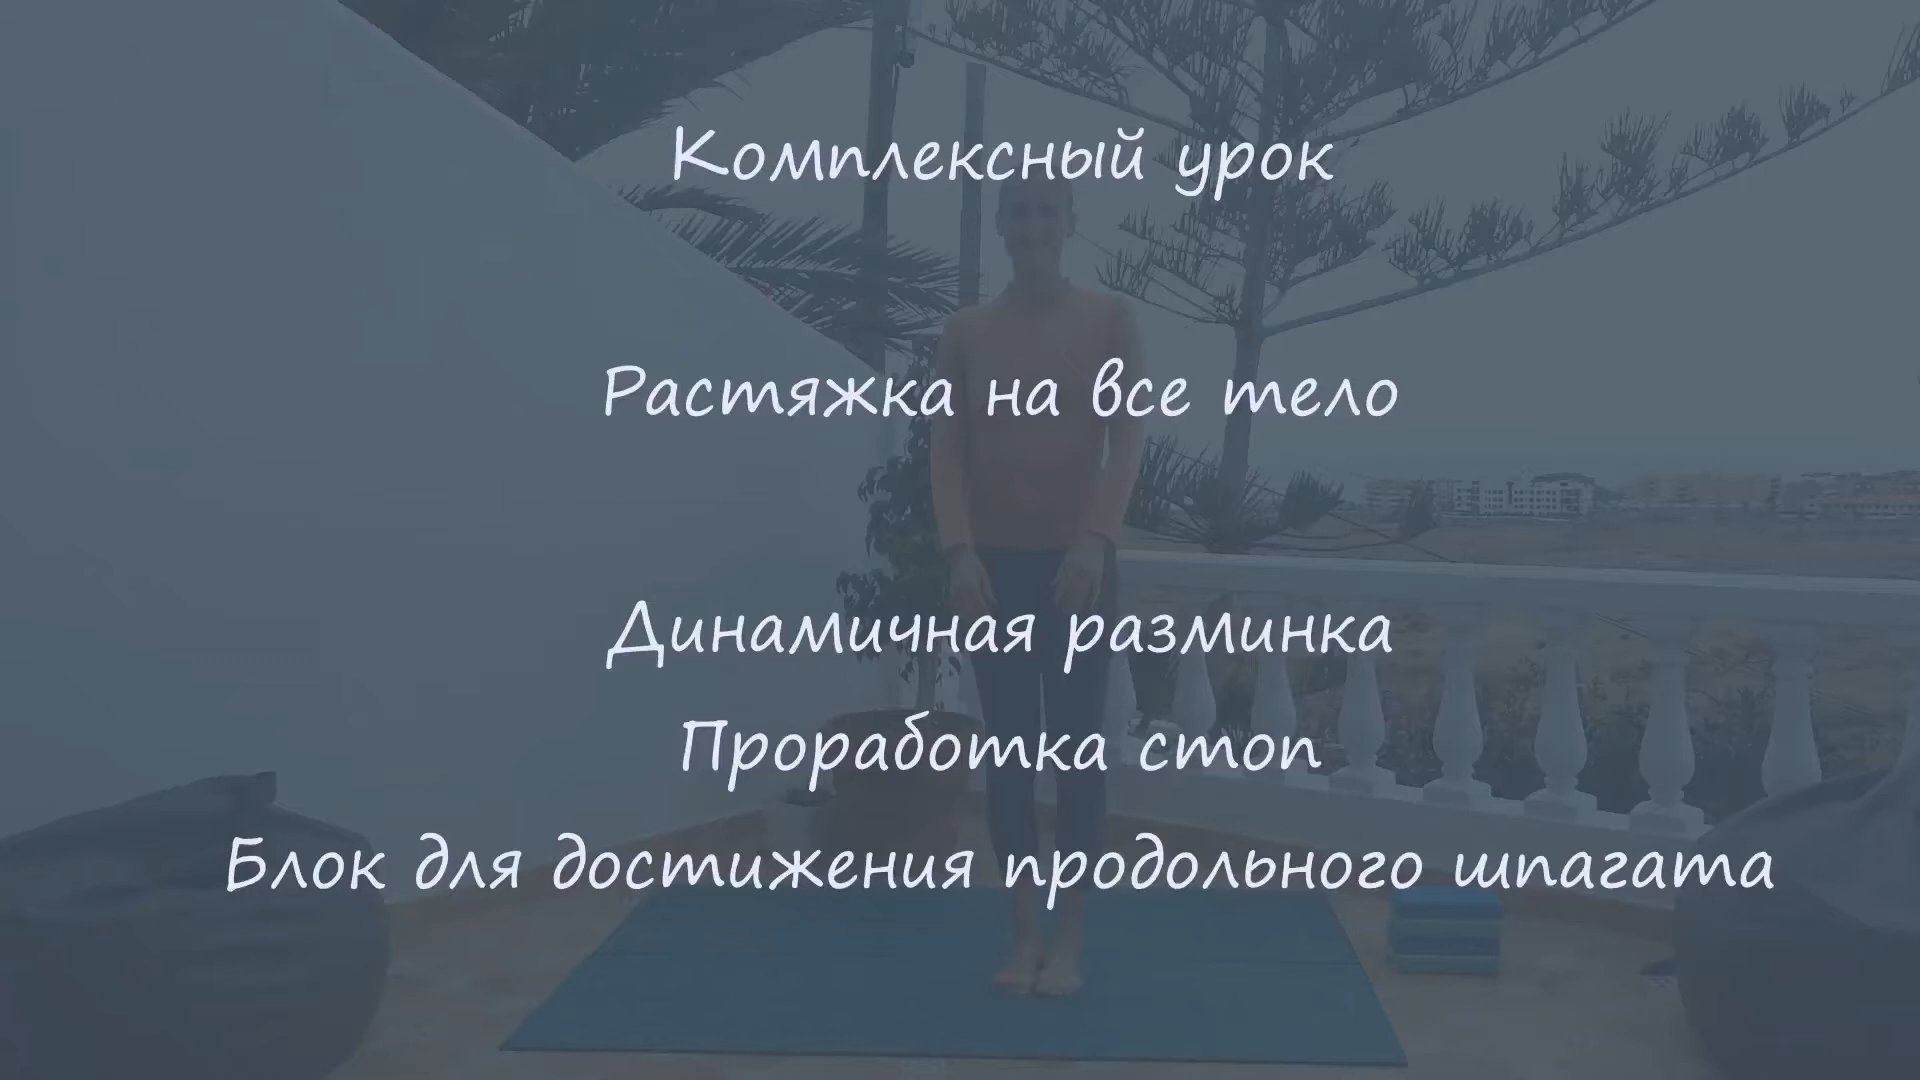 Комплексный урок
Растяжка на все тело
Динамичная разминка
Проработка стоп
Блок для достижения продольного шпагата